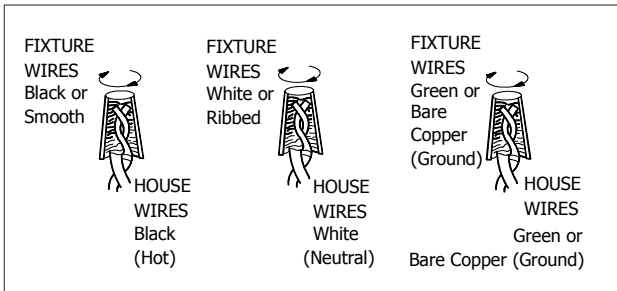 FIXTURE
WIRES
Black or
Smooth
HOUSE
WIRES
Black
(Hot)
FIXTURE
WIRES
White or
Ribbed
HOUSE
WIRES
White
(Neutral)
FIXTURE
WIRES
Green or
Bare
Copper
(Ground)
HOUSE
WIRES
Green or
Bare Copper (Ground)